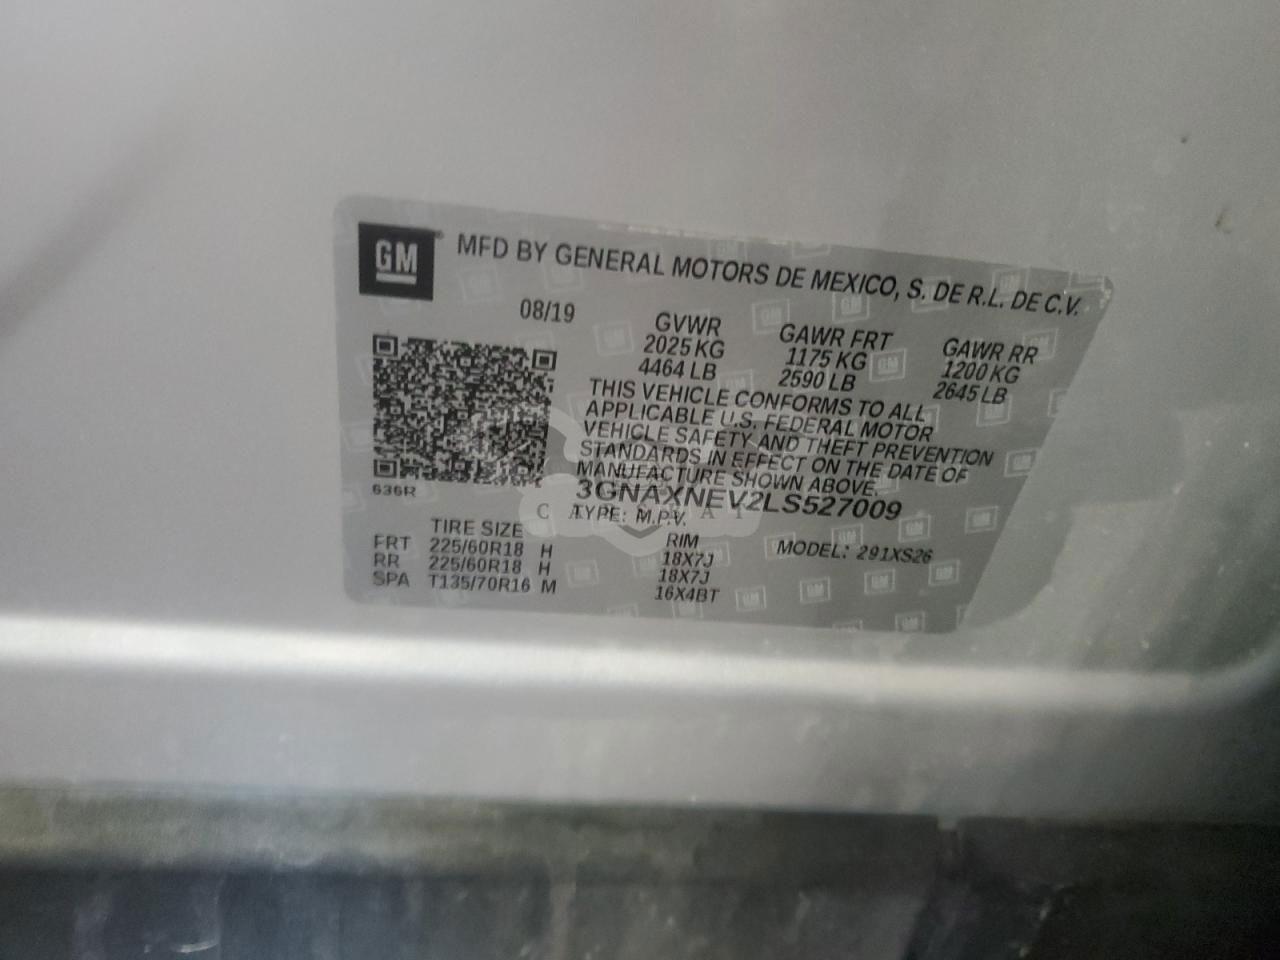 GM MFD BY GENERAL MOTORS DE MEXICO, S. DE R.L. DE C.V.
08/19
GVWR GAWR FRT GAWR RR
2025 KG 1175 KG 1200 KG
4464 LB 2590 LB 2645 LB
THIS VEHICLE CONFORMS TO ALL
APPLICABLE U.S. FEDERAL MOTOR
VEHICLE SAFETY AND THEFT PREVENTION
STANDARDS IN EFFECT ON THE DATE OF
MANUFACTURE SHOWN ABOVE.
636R
3GNAXNEV2LS527009
TYPE: M.P.V.
TIRE SIZE RIM MODEL: 291XS26
FRT 225/60R18 H 18X7J
RR 225/60R18 H 18X7J
SPA T135/70R16 M 16X4BT